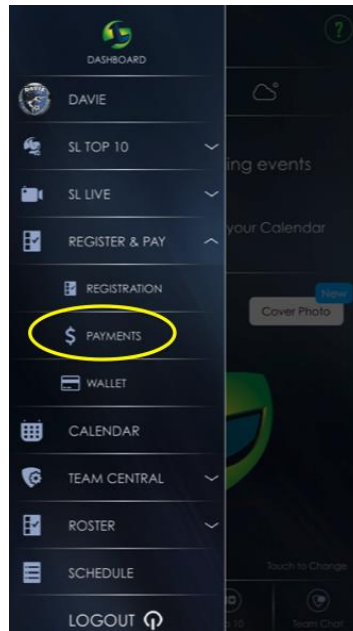 DASHBOARD
DAVIE
SL TOP 10
SL LIVE
REGISTER & PAY
REGISTRATION
$ PAYMENTS
WALLET
CALENDAR
TEAM CENTRAL
ROSTER
SCHEDULE
LOGOUT
?
ing events
your Calendar
New
Cover Photo
Touch to Change
p 10
Team Chat